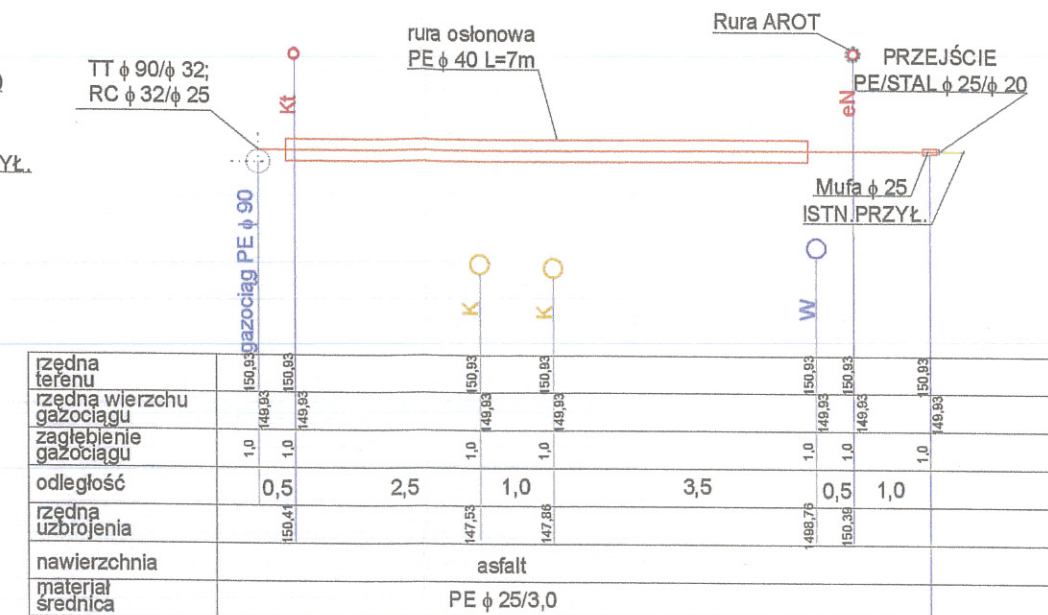 Rura AROT
rura osłonowa
PE ϕ 40 L=7m
TT ϕ 90/ϕ 32;
RC ϕ 32/ϕ 25
PRZEJŚCIE
PE/STAL ϕ 25/ϕ 20
YŁ.
Kt
eN
Mufa ϕ 25
ISTN.PRZYŁ.
gazociąg PE ϕ 90
K
K
W
rzędna
terenu
150,93 150,93 150,93 150,93 150,93 150,93 150,93
rzędna wierzchu
gazociągu
149,93 149,93 149,93 149,93 149,93 149,93 149,93
zagłębienie
gazociągu
1,0 1,0 1,0 1,0 1,0 1,0 1,0
odległość
0,5 2,5 1,0 3,5 0,5 1,0
rzędna
uzbrojenia
150,41 147,53 147,86 1498,76 150,39
nawierzchnia
asfalt
materiał
średnica
PE ϕ 25/3,0